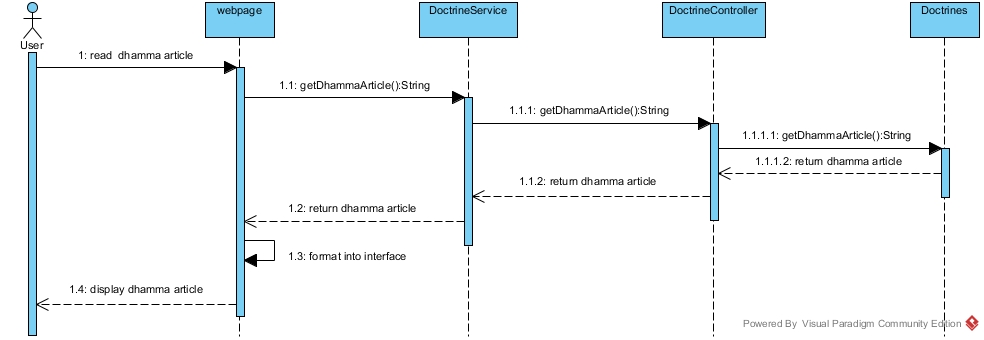 webpage
DoctrineService
DoctrineController
Doctrines
User
1: read dhamma article
1.1: getDhammaArticle():String
1.1.1: getDhammaArticle():String
1.1.1.1: getDhammaArticle():String
1.1.1.2: return dhamma article
1.1.2: return dhamma article
1.2: return dhamma article
1.3: format into interface
1.4: display dhamma article
Powered By Visual Paradigm Community Edition